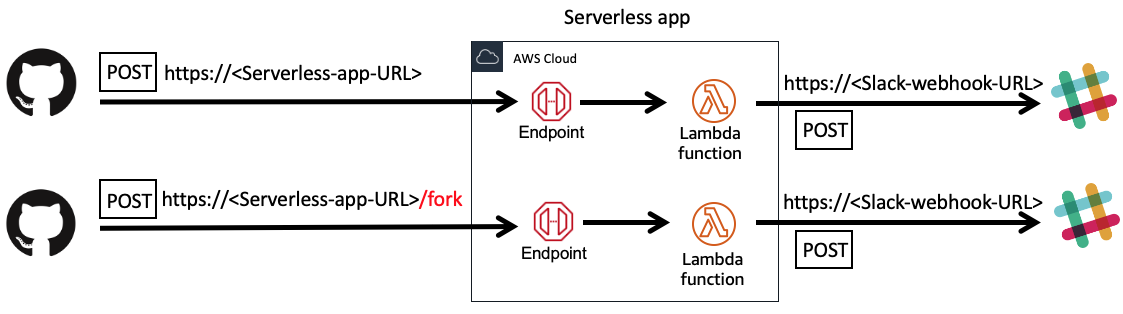 Serverless app
AWS Cloud
POST https://<Serverless-app-URL>
Endpoint
Lambda
function
https://<Slack-webhook-URL>
POST
POST https://<Serverless-app-URL>/fork
Endpoint
Lambda
function
https://<Slack-webhook-URL>
POST